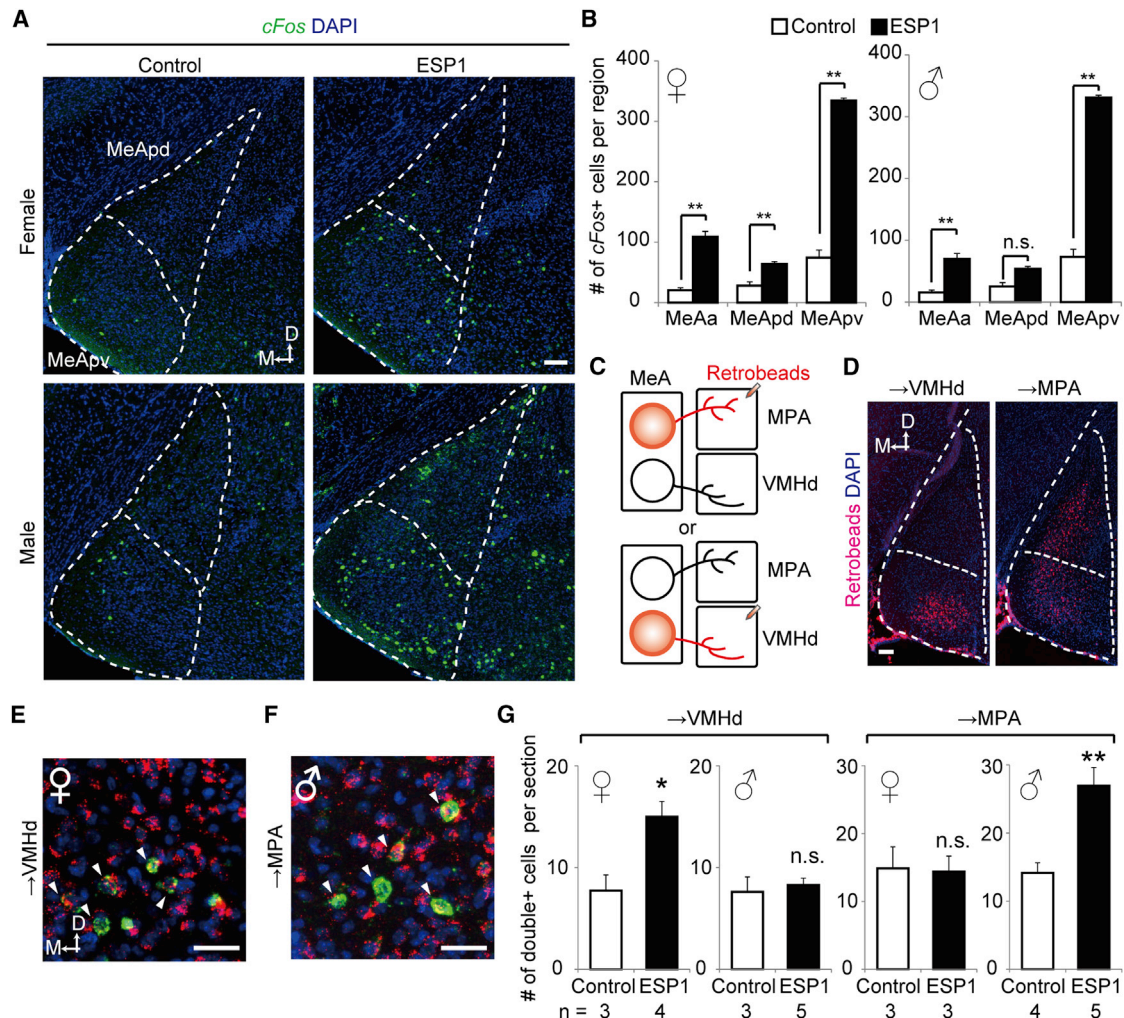 A
cFos DAPI
Control ESP1
Female
MeApd
MeApv
D
M
Male
B
Control ESP1
# of cFos+ cells per region
400
300
200
100
0
♀
** ** **
MeAa MeApd MeApv
400
300
200
100
0
♂
** n.s. **
MeAa MeApd MeApv
C
MeA Retrobeads
MPA
VMHd
or
MPA
VMHd
D
→VMHd →MPA
Retrobeads DAPI
D
M
E
♀
→VMHd
D
M
F
♂
→MPA
G
→VMHd →MPA
# of double+ cells per section
20
10
0
♀
*
Control ESP1
20
10
0
♂
n.s.
Control ESP1
30
20
10
0
♀
n.s.
Control ESP1
30
20
10
0
♂
**
Control ESP1
n = 3 4 3 5 3 3 4 5